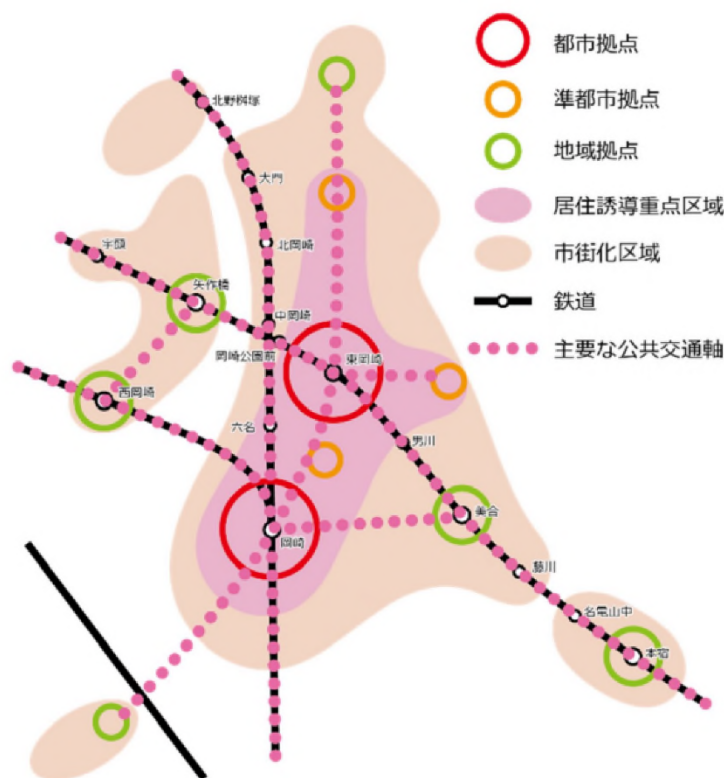 都市拠点
準都市拠点
地域拠点
居住誘導重点区域
市街化区域
鉄道
主要な公共交通軸
北野桝塚
大門
北岡崎
宇頭
矢作橋
中岡崎
岡崎公園前
東岡崎
西岡崎
六名
男川
岡崎
美合
藤川
名電山中
本宿